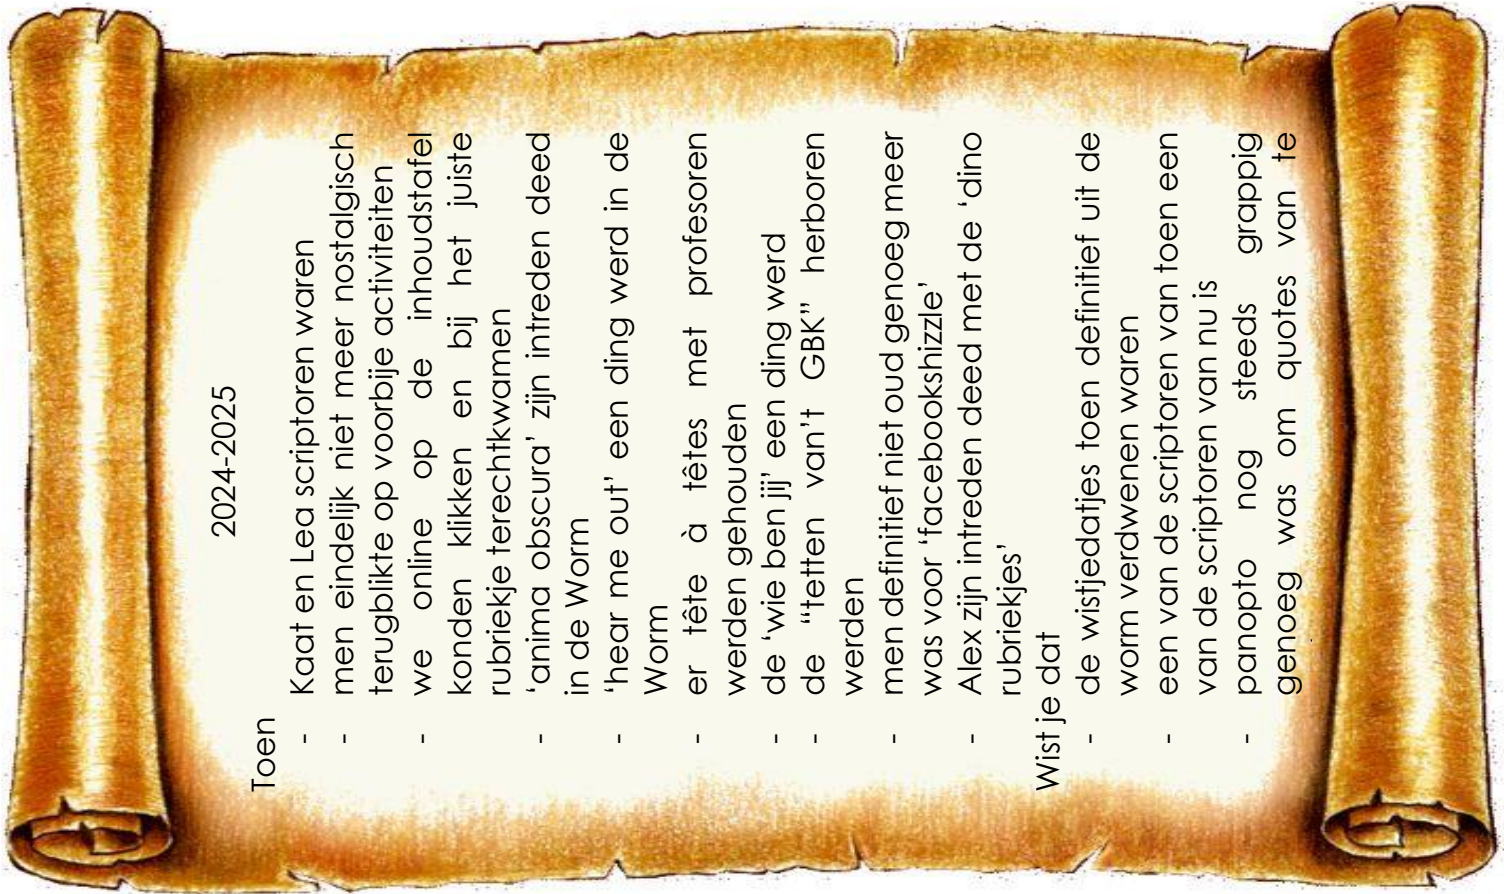 2024-2025
Toen
- Kaat en Lea scriptoren waren
- men eindelijk niet meer nostalgisch
terugblikte op voorbije activiteiten
- we online op de inhoudstafel
konden klikken en bij het juiste
rubriekje terechtkwamen
- ‘anima obscura’ zijn intreden deed
in de Worm
- ‘hear me out’ een ding werd in de
Worm
- er tête à têtes met profesoren
werden gehouden
- de ‘wie ben jij’ een ding werd
- de “tetten van’t GBK” herboren
werden
- men definitief niet oud genoeg meer
was voor ‘facebookshizzle’
- Alex zijn intreden deed met de ‘dino
rubriekjes’
Wist je dat
- de wistjedatjes toen definitief uit de
worm verdwenen waren
- een van de scriptoren van toen een
van de scriptoren van nu is
- panopto nog steeds grappig
genoeg was om quotes van te